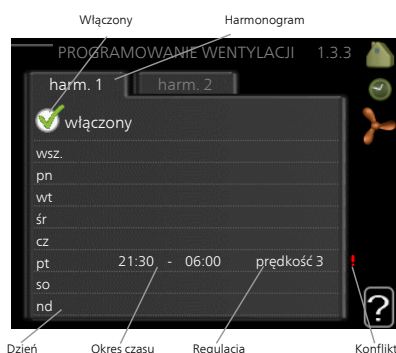 Włączony Harmonogram
PROGRAMOWANIE WENTYLACJI 1.3.3
harm. 1 harm. 2
włączony
wsz.
pn
wt
śr
cz
pt 21:30 - 06:00 prędkość 3 !
so
nd
?
Dzień Okres czasu Regulacja Konflikt